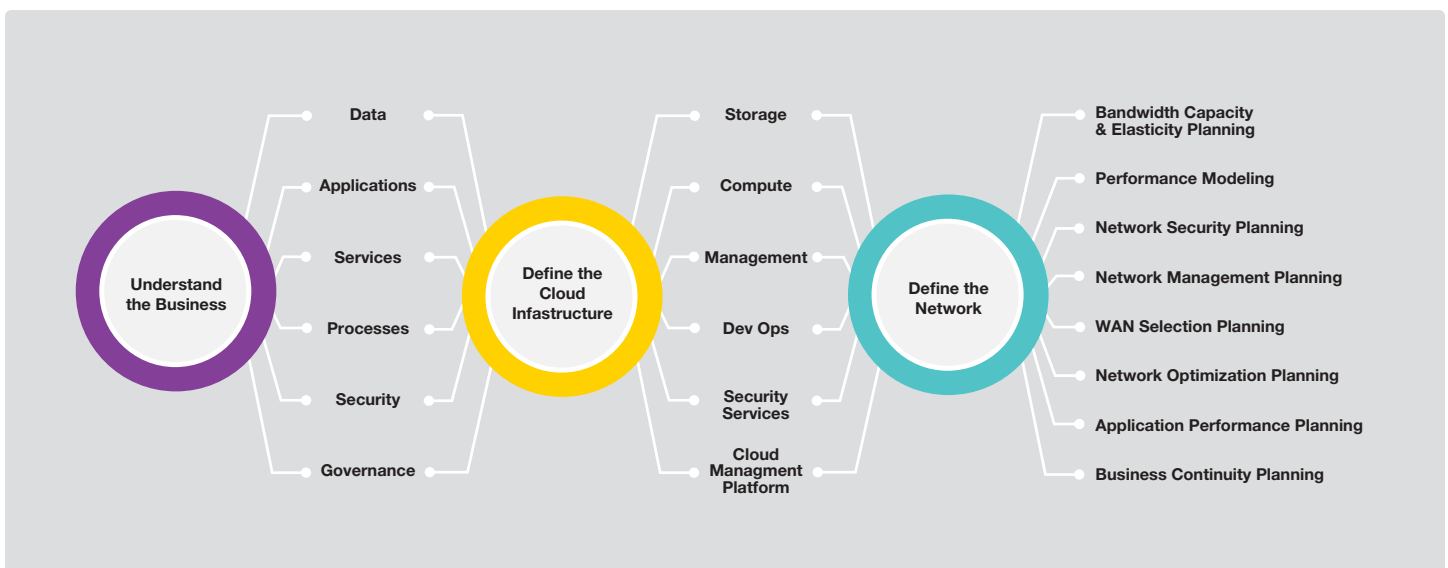 Understand
the Business
Data
Applications
Services
Processes
Security
Governance
Define the
Cloud
Infastructure
Storage
Compute
Management
Dev Ops
Security
Services
Cloud
Managment
Platform
Define the
Network
Bandwidth Capacity
& Elasticity Planning
Performance Modeling
Network Security Planning
Network Management Planning
WAN Selection Planning
Network Optimization Planning
Application Performance Planning
Business Continuity Planning